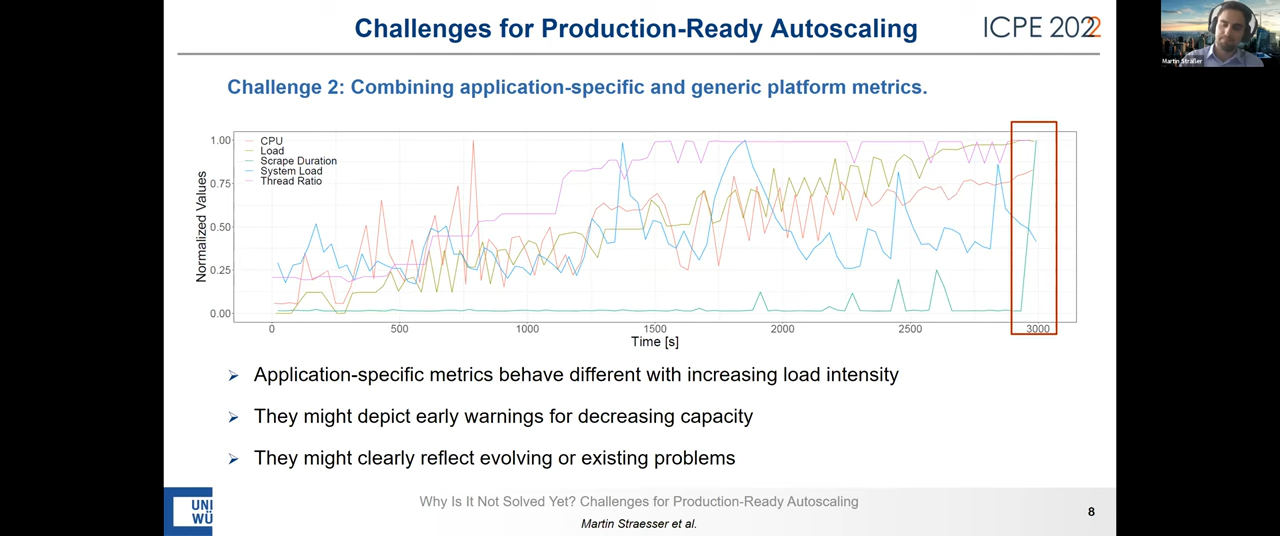 Challenges for Production-Ready Autoscaling
ICPE 2022
Martin Sträßer
Challenge 2: Combining application-specific and generic platform metrics.
CPU
Load
Scrape Duration
System Load
Thread Ratio
Normalized Values
1.00
0.75
0.50
0.25
0.00
0
500
1000
1500
2000
2500
3000
Time [s]
Application-specific metrics behave different with increasing load intensity
They might depict early warnings for decreasing capacity
They might clearly reflect evolving or existing problems
UNI
WÜ
Why Is It Not Solved Yet? Challenges for Production-Ready Autoscaling
Martin Straesser et al.
8